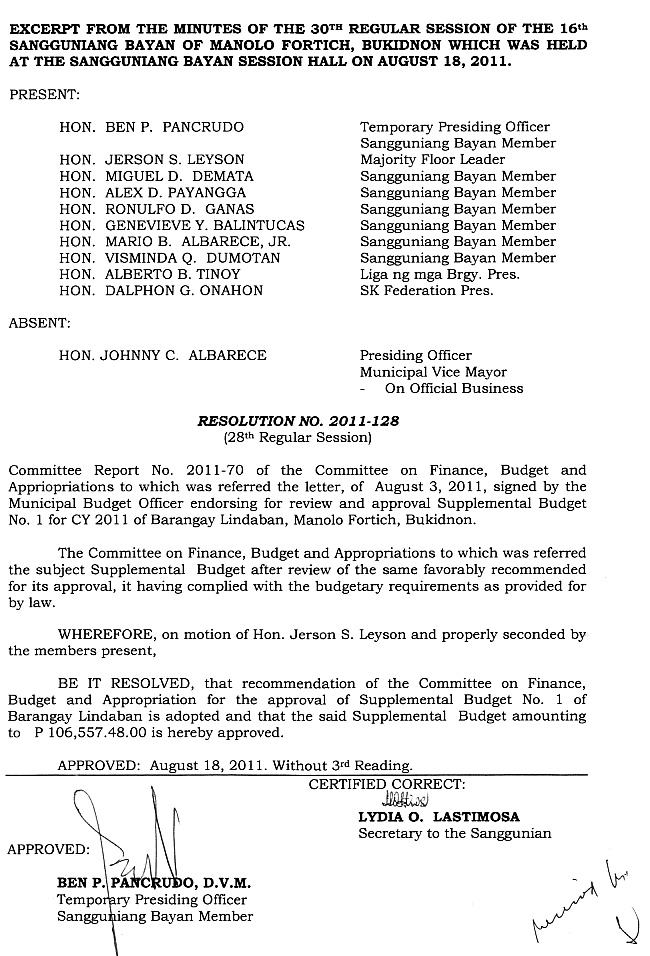 EXCERPT FROM THE MINUTES OF THE 30TH REGULAR SESSION OF THE 16th
SANGGUNIANG BAYAN OF MANOLO FORTICH, BUKIDNON WHICH WAS HELD
AT THE SANGGUNIANG BAYAN SESSION HALL ON AUGUST 18, 2011.
PRESENT:
HON. BEN P. PANCRUDO Temporary Presiding Officer
Sangguniang Bayan Member
HON. JERSON S. LEYSON Majority Floor Leader
HON. MIGUEL D. DEMATA Sangguniang Bayan Member
HON. ALEX D. PAYANGGA Sangguniang Bayan Member
HON. RONULFO D. GANAS Sangguniang Bayan Member
HON. GENEVIEVE Y. BALINTUCAS Sangguniang Bayan Member
HON. MARIO B. ALBARECE, JR. Sangguniang Bayan Member
HON. VISMINDA Q. DUMOTAN Sangguniang Bayan Member
HON. ALBERTO B. TINOY Liga ng mga Brgy. Pres.
HON. DALPHON G. ONAHON SK Federation Pres.
ABSENT:
HON. JOHNNY C. ALBARECE Presiding Officer
Municipal Vice Mayor
- On Official Business
RESOLUTION NO. 2011-128
(28th Regular Session)
Committee Report No. 2011-70 of the Committee on Finance, Budget and
Appriopriations to which was referred the letter, of August 3, 2011, signed by the
Municipal Budget Officer endorsing for review and approval Supplemental Budget
No. 1 for CY 2011 of Barangay Lindaban, Manolo Fortich, Bukidnon.
The Committee on Finance, Budget and Appropriations to which was referred
the subject Supplemental Budget after review of the same favorably recommended
for its approval, it having complied with the budgetary requirements as provided for
by law.
WHEREFORE, on motion of Hon. Jerson S. Leyson and properly seconded by
the members present,
BE IT RESOLVED, that recommendation of the Committee on Finance,
Budget and Appropriation for the approval of Supplemental Budget No. 1 of
Barangay Lindaban is adopted and that the said Supplemental Budget amounting
to P 106,557.48.00 is hereby approved.
APPROVED: August 18, 2011. Without 3rd Reading.
CERTIFIED CORRECT:
LYDIA O. LASTIMOSA
Secretary to the Sanggunian
APPROVED:
BEN P. PANCRUDO, D.V.M.
Temporary Presiding Officer
Sangguniang Bayan Member